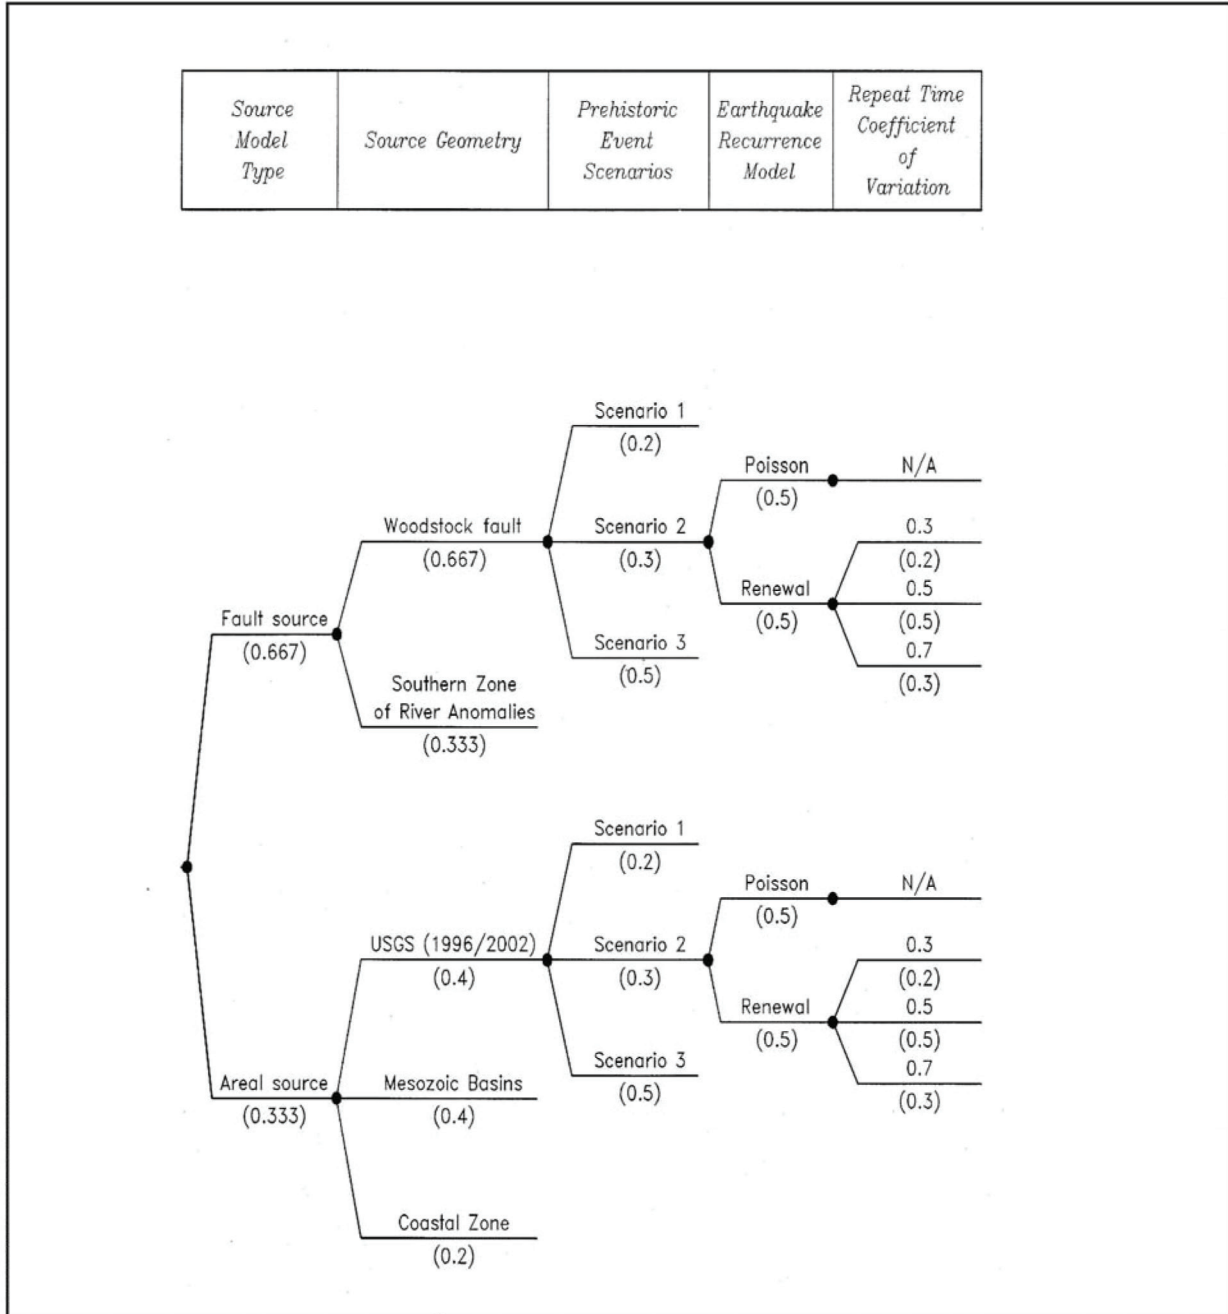 Source
Model
Type
Source Geometry
Prehistoric
Event
Scenarios
Earthquake
Recurrence
Model
Repeat Time
Coefficient
of
Variation
Scenario 1
(0.2)
Poisson
(0.5)
N/A
Woodstock fault
(0.667)
Scenario 2
(0.3)
0.3
(0.2)
Renewal
(0.5)
0.5
(0.5)
Fault source
(0.667)
Scenario 3
(0.5)
0.7
(0.3)
Southern Zone
of River Anomalies
(0.333)
Scenario 1
(0.2)
Poisson
(0.5)
N/A
USGS (1996/2002)
(0.4)
Scenario 2
(0.3)
0.3
(0.2)
Renewal
(0.5)
0.5
(0.5)
Areal source
(0.333)
Mesozoic Basins
(0.4)
Scenario 3
(0.5)
0.7
(0.3)
Coastal Zone
(0.2)